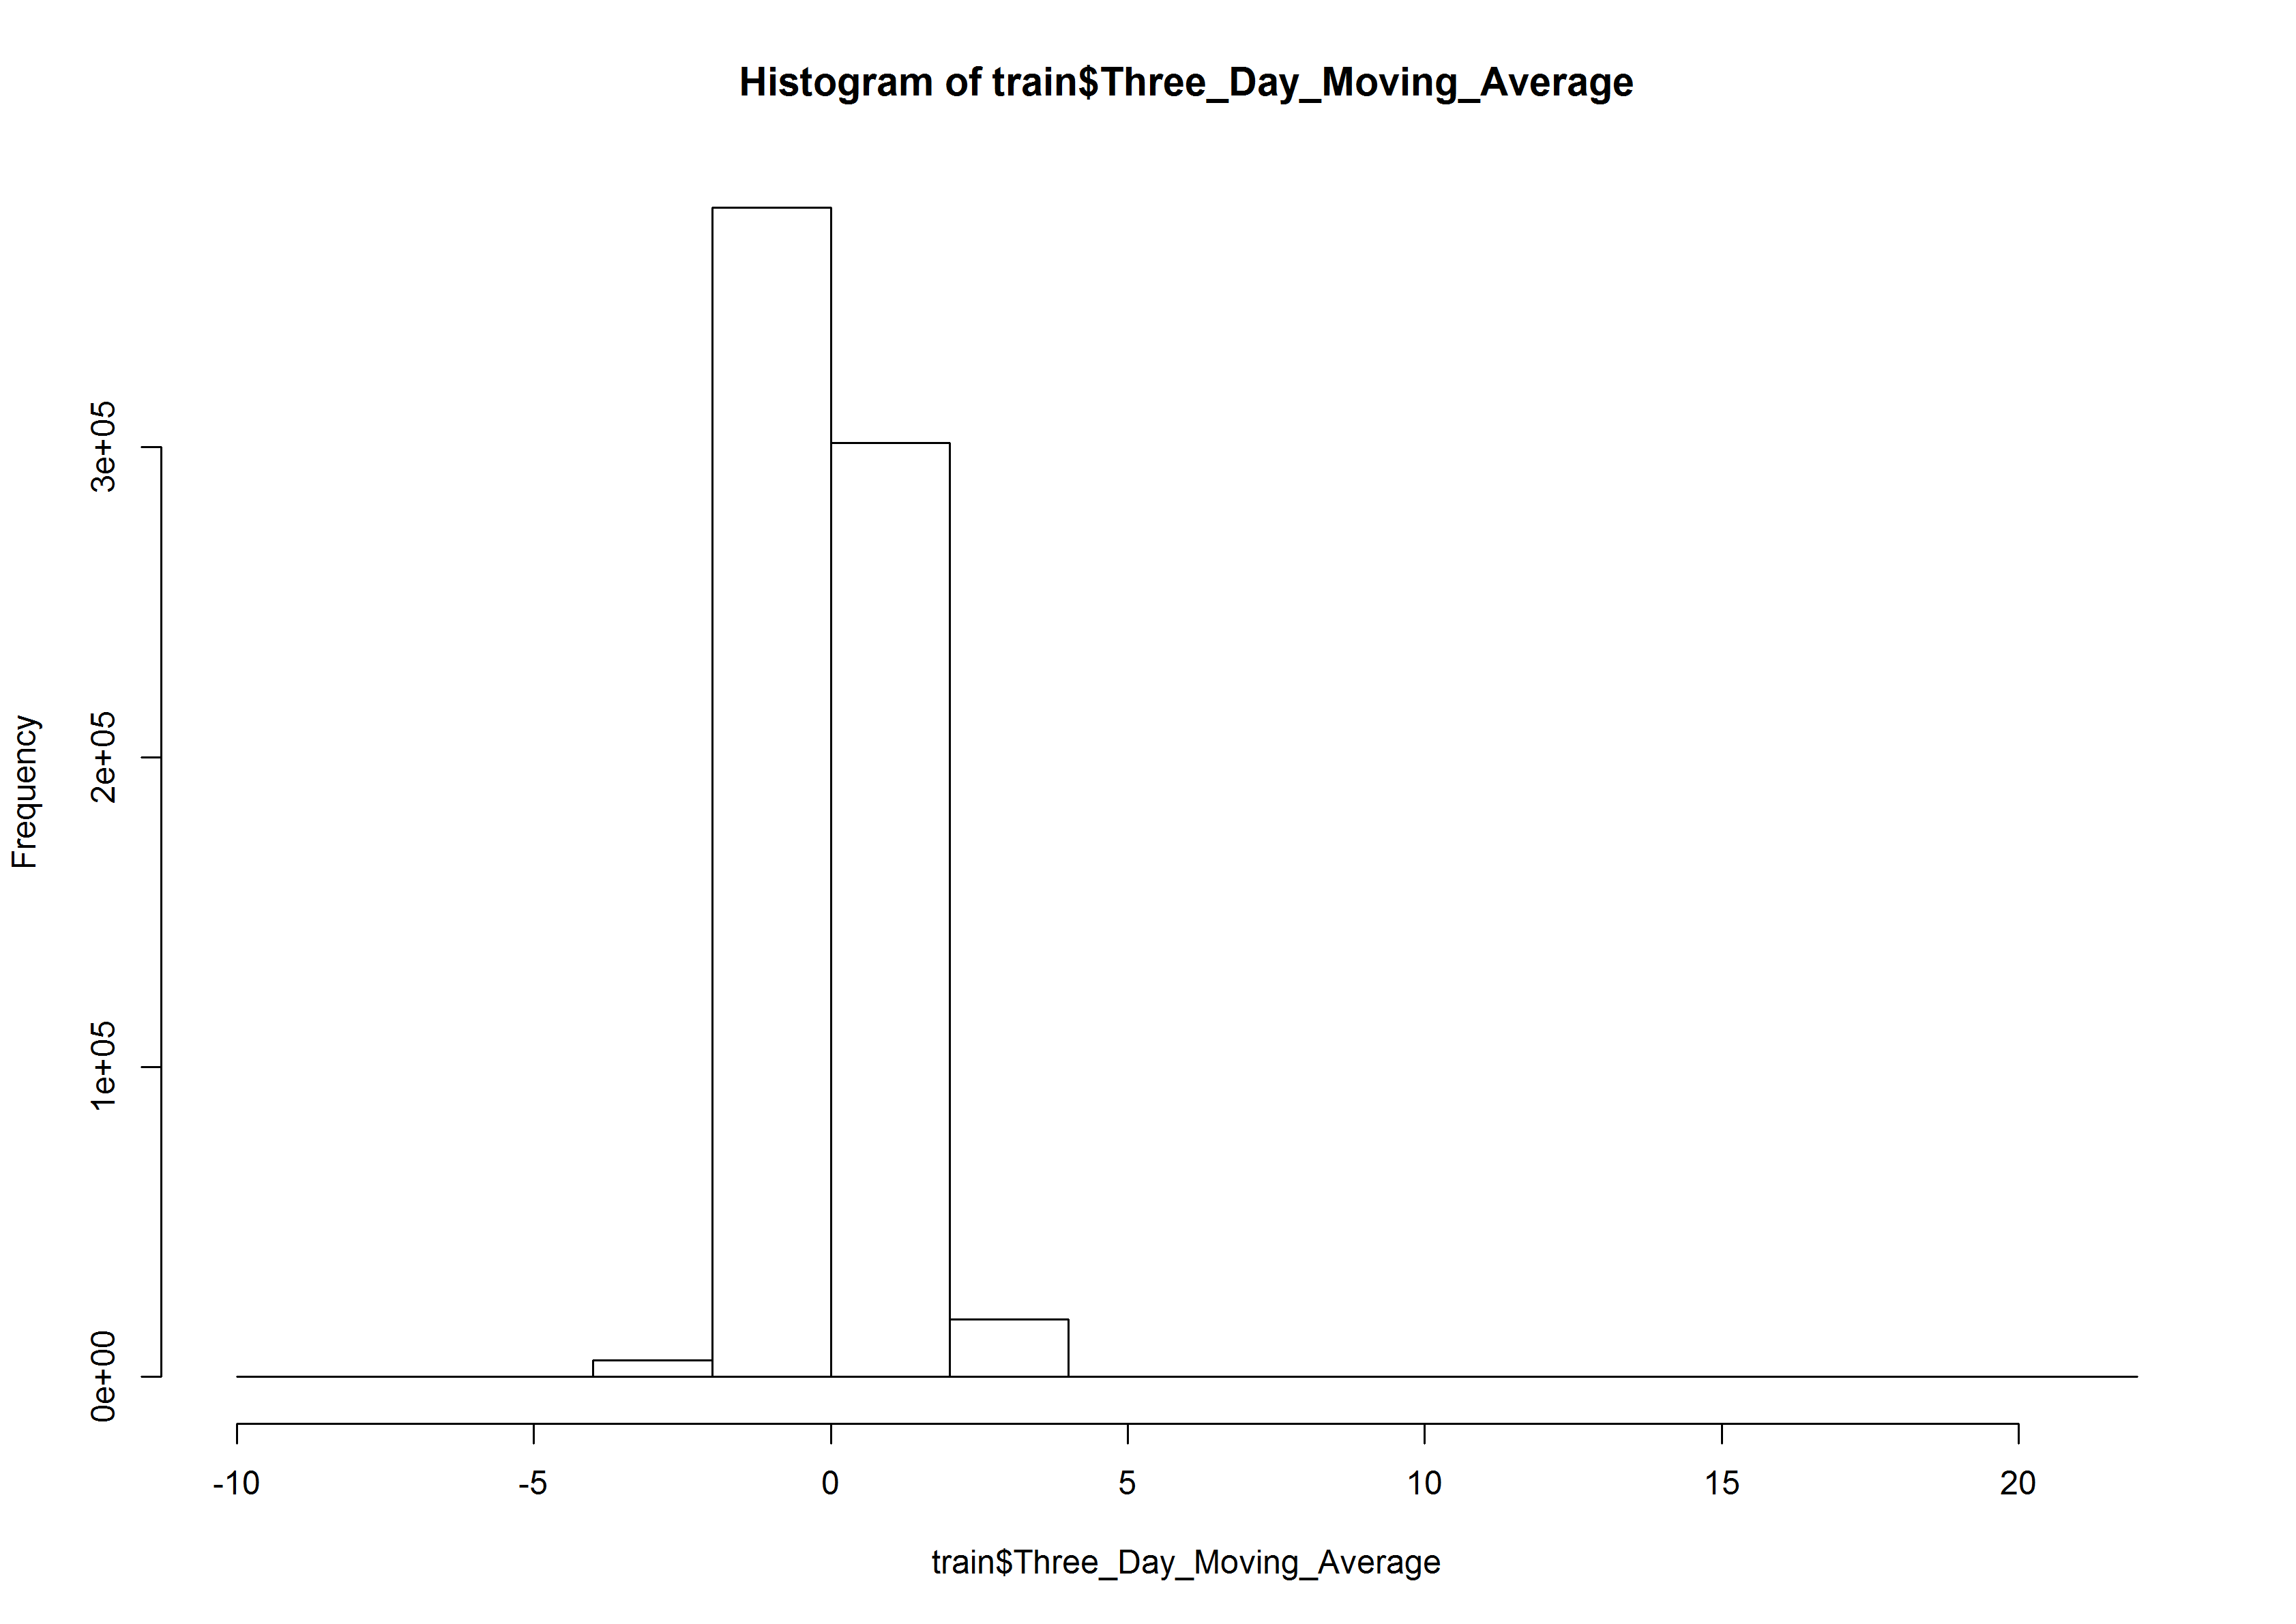 Histogram of train$Three_Day_Moving_Average
Frequency
3e+05
2e+05
1e+05
0e+00
-10 -5 0 5 10 15 20
train$Three_Day_Moving_Average